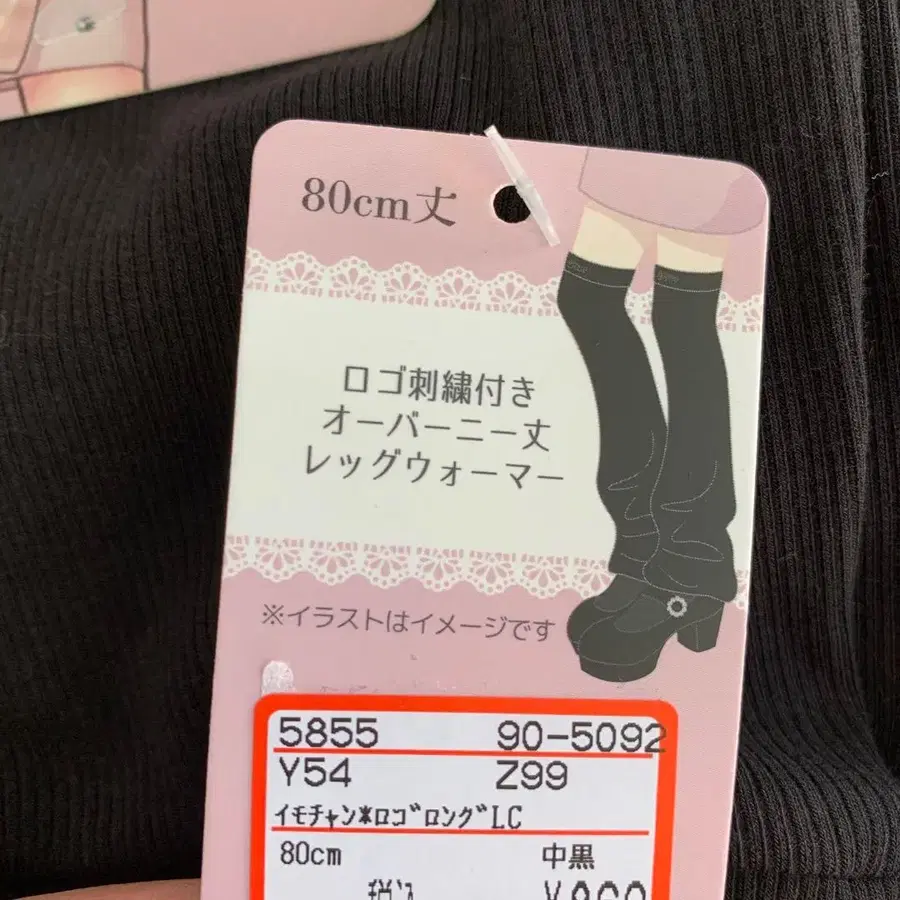 80cm丈
ロゴ刺繍付き
オーバーニー丈
レッグウォーマー
※イラストはイメージです
5855 90-5092
Y54 Z99
ｲﾓﾁｬﾝ*ﾛｺﾞﾛﾝｸﾞLC
80cm 中黒